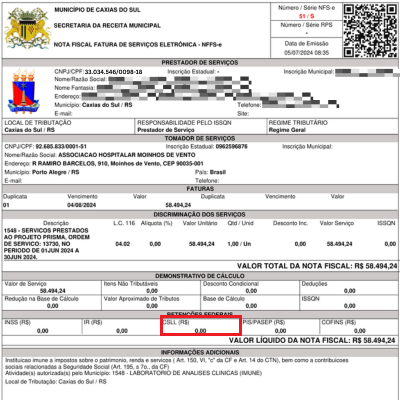 MUNICÍPIO DE CAXIAS DO SUL
SECRETARIA DA RECEITA MUNICIPAL
NOTA FISCAL FATURA DE SERVIÇOS ELETRÔNICA - NFFS-e
Número / Série NFS-e
51 / S
Número / Série RPS
-
Data de Emissão
05/07/2024 08:35
PRESTADOR DE SERVIÇOS
CNPJ/CPF: 33.034.546/0098-18 Inscrição Estadual: - Inscrição Municipal:
Nome/Razão Social:
Nome Fantasia:
Endereço:
Município: Caxias do Sul / RS Telefone:
E-mail: Site:
LOCAL DE TRIBUTAÇÃO RESPONSABILIDADE PELO ISSQN REGIME TRIBUTÁRIO
Caxias do Sul / RS Prestador de Serviço Regime Geral
TOMADOR DE SERVIÇOS
CNPJ/CPF: 92.685.833/0001-51 Inscrição Estadual: 0962596876
Nome/Razão Social: ASSOCIACAO HOSPITALAR MOINHOS DE VENTO
Endereço: R RAMIRO BARCELOS, 910, Moinhos de Vento, CEP 90035-001
Município: Porto Alegre / RS País: Brasil
E-mail: Telefone:
FATURAS
Duplicata Vencimento Valor Duplicata Vencimento Valor
01 04/08/2024 58.494,24
DISCRIMINAÇÃO DOS SERVIÇOS
Descrição L.C. 116 Alíquota (%) Valor Unitário Qtd / Unid Desconto Inc. Valor Serviço ISSQN
1548 - SERVIÇOS PRESTADOS
AO PROJETO PRISMA, ORDEM
DE SERVICO: 13730, NO 04.02 0,00 58.494,24 1,00 / Un 0,00 58.494,24 0,00
PERIODO DE 01JUN 2024 A
30JUN 2024.
VALOR TOTAL DA NOTA FISCAL: R$ 58.494,24
DEMONSTRATIVO DE CÁLCULO
Valor de Serviço Itens Não Tributáveis Desconto Condicional Deduções
58.494,24 0,00 0,00 0,00
Redução na Base de Cálculo Valor Aproximado de Tributos Base de Cálculo ISSQN
0,00 0,00 0,00 0,00
RETENÇÕES FEDERAIS
INSS (R$) IR (R$) CSLL (R$) PIS/PASEP (R$) COFINS (R$)
0,00 0,00 0,00 0,00 0,00
VALOR LÍQUIDO DA NOTA FISCAL: R$ 58.494,24
INFORMAÇÕES ADICIONAIS
Instituicao imune a impostos sobre o patrimonio, renda e servicos ( Art. 150, VI, "c" da CF e Art. 14 do CTN), bem como a contribuicoes
sociais relacionadas a Seguridade Social (Art. 195, s 7o., da CF)
Atividade(s) autorizada(s) pelo Município: 1548 - LABORATORIO DE ANALISES CLINICAS (IMUNE)
Local de Tributação: Caxias do Sul / RS